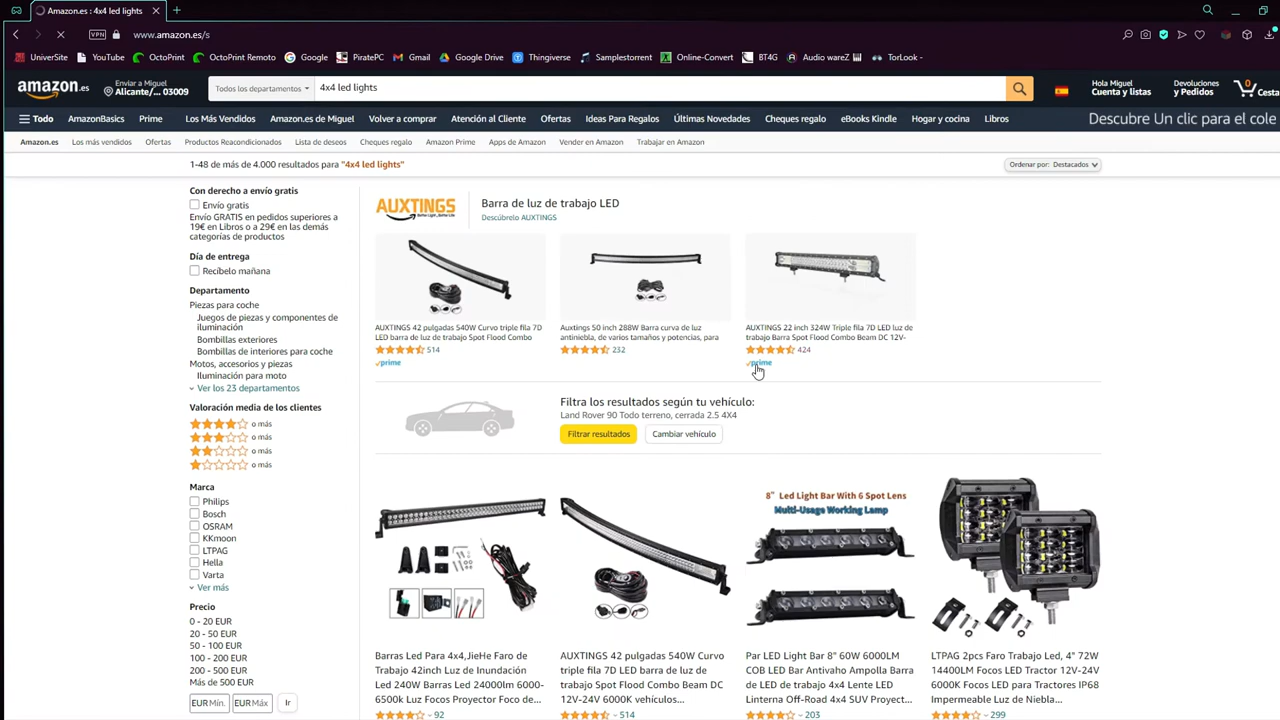 Amazon.es : 4x4 led lights
VPN
www.amazon.es/s
UniverSite
YouTube
OctoPrint
OctoPrint Remoto
Google
PiratePC
Gmail
Google Drive
Thingiverse
Samplestorrent
Online-Convert
BT4G
Audio wareZ
TorLook -
amazon.es
Enviar a Miguel
Alicante/... 03009
Todos los departamentos
4x4 led lights
Hola Miguel
Cuenta y listas
Devoluciones
y Pedidos
0
Cesta
Todo
AmazonBasics
Prime
Los Más Vendidos
Amazon.es de Miguel
Volver a comprar
Atención al Cliente
Ofertas
Ideas Para Regalos
Últimas Novedades
Cheques regalo
eBooks Kindle
Hogar y cocina
Libros
Descubre Un clic para el cole
Amazon.es
Los más vendidos
Ofertas
Productos Reacondicionados
Lista de deseos
Cheques regalo
Amazon Prime
Apps de Amazon
Vender en Amazon
Trabajar en Amazon
1-48 de más de 4.000 resultados para "4x4 led lights"
Ordenar por: Destacados
Con derecho a envío gratis
Envío gratis
Envío GRATIS en pedidos superiores a
19€ en Libros o a 29€ en las demás
categorías de productos
Día de entrega
Recíbelo mañana
Departamento
Piezas para coche
Juegos de piezas y componentes de
iluminación
Bombillas exteriores
Bombillas de interiores para coche
Motos, accesorios y piezas
Iluminación para moto
Ver los 23 departamentos
Valoración media de los clientes
o más
o más
o más
o más
Marca
Philips
Bosch
OSRAM
KKmoon
LTPAG
Hella
Varta
Ver más
Precio
0 - 20 EUR
20 - 50 EUR
50 - 100 EUR
100 - 200 EUR
200 - 500 EUR
Más de 500 EUR
EUR Mín.
EUR Máx
Ir
AUXTINGS
Barra de luz de trabajo LED
Descúbrelo AUXTINGS
AUXTINGS 42 pulgadas 540W Curvo triple fila 7D
LED barra de luz de trabajo Spot Flood Combo
514
prime
Auxtings 50 inch 288W Barra curva de luz
antiniebla, de varios tamaños y potencias, para
232
AUXTINGS 22 inch 324W Triple fila 7D LED luz de
trabajo Barra Spot Flood Combo Beam DC 12V-
424
prime
Filtra los resultados según tu vehículo:
Land Rover 90 Todo terreno, cerrada 2.5 4X4
Filtrar resultados
Cambiar vehículo
8" Led Light Bar With 6 Spot Lens
Multi-Usage Working Lamp
Barras Led Para 4x4,JieHe Faro de
Trabajo 42inch Luz de Inundación
Led 240W Barras Led 24000lm 6000-
6500k Luz Focos Proyector Foco de...
92
AUXTINGS 42 pulgadas 540W Curvo
triple fila 7D LED barra de luz de
trabajo Spot Flood Combo Beam DC
12V-24V 6000K vehículos...
514
Par LED Light Bar 8" 60W 6000LM
COB LED Bar Antivaho Ampolla Barra
de LED de trabajo 4x4 Lente LED
Linterna Off-Road 4x4 SUV Proyect...
203
LTPAG 2pcs Faro Trabajo Led, 4" 72W
14400LM Focos LED Tractor 12V-24V
6000K Focos LED para Tractores IP68
Impermeable Luz de Niebla...
299